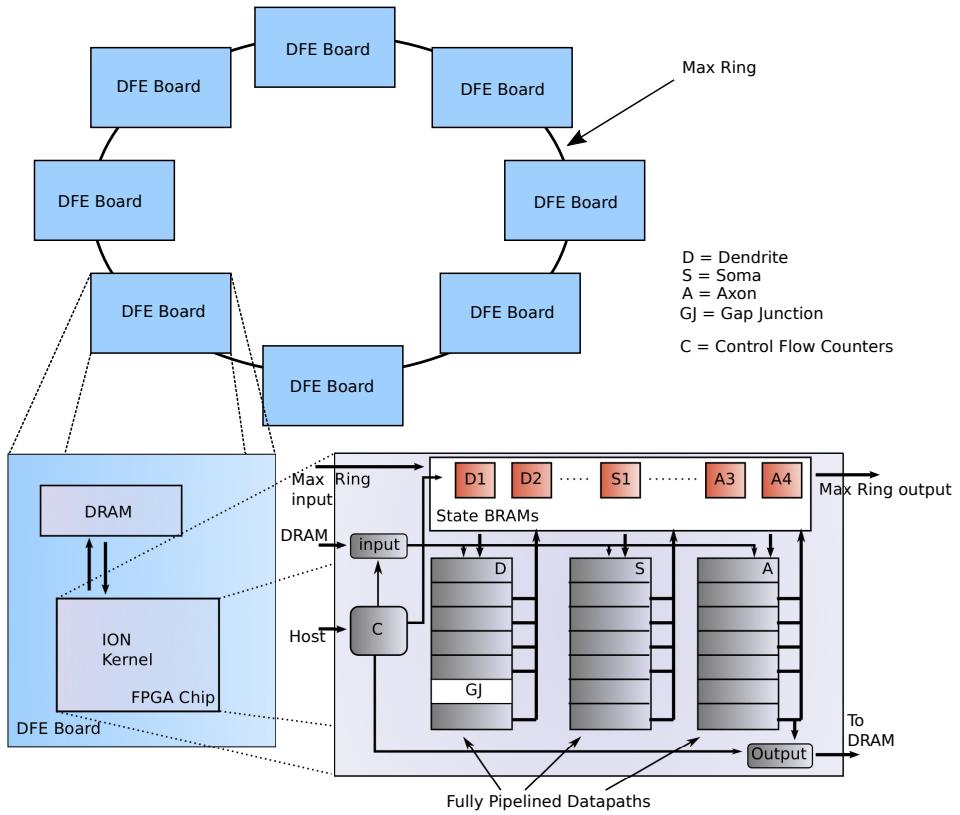 DFE Board
DFE Board
DFE Board
Max Ring
DFE Board
DFE Board
D = Dendrite
S = Soma
A = Axon
GJ = Gap Junction
C = Control Flow Counters
DFE Board
DFE Board
DFE Board
DRAM
ION
Kernel
FPGA Chip
DFE Board
Max Ring
input
D1 D2 ..... S1 ........ A3 A4
State BRAMs
Max Ring output
DRAM
input
D
S
A
Host
C
GJ
To
DRAM
Output
Fully Pipelined Datapaths